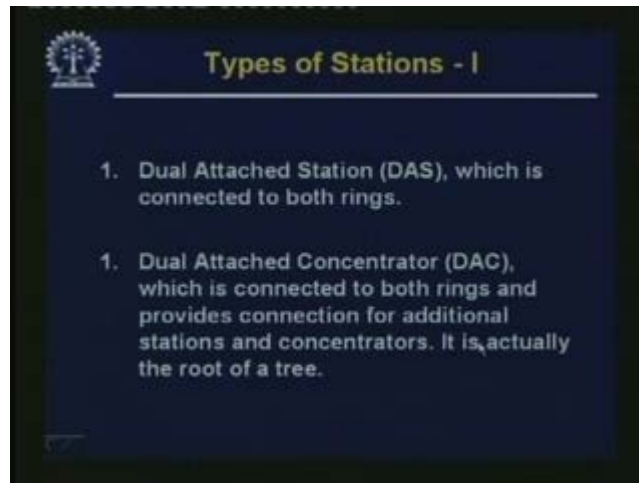 Types of Stations - I
1. Dual Attached Station (DAS), which is
connected to both rings.
1. Dual Attached Concentrator (DAC),
which is connected to both rings and
provides connection for additional
stations and concentrators. It is actually
the root of a tree.